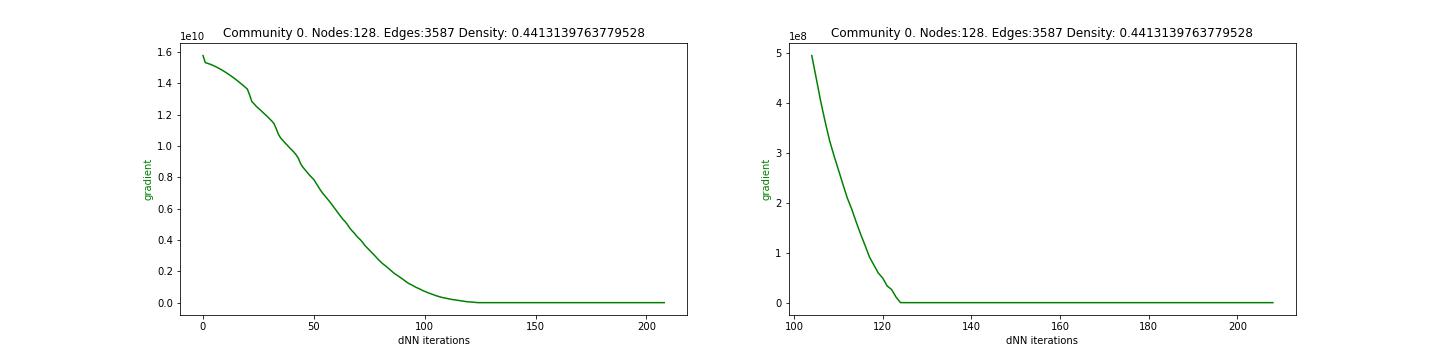 Community 0. Nodes:128. Edges:3587 Density: 0.4413139763779528
1e10
1.6
1.4
1.2
1.0
0.8
0.6
0.4
0.2
0.0
gradient
0 50 100 150 200
dNN iterations
Community 0. Nodes:128. Edges:3587 Density: 0.4413139763779528
1e8
5
4
3
2
1
0
gradient
100 120 140 160 180 200
dNN iterations